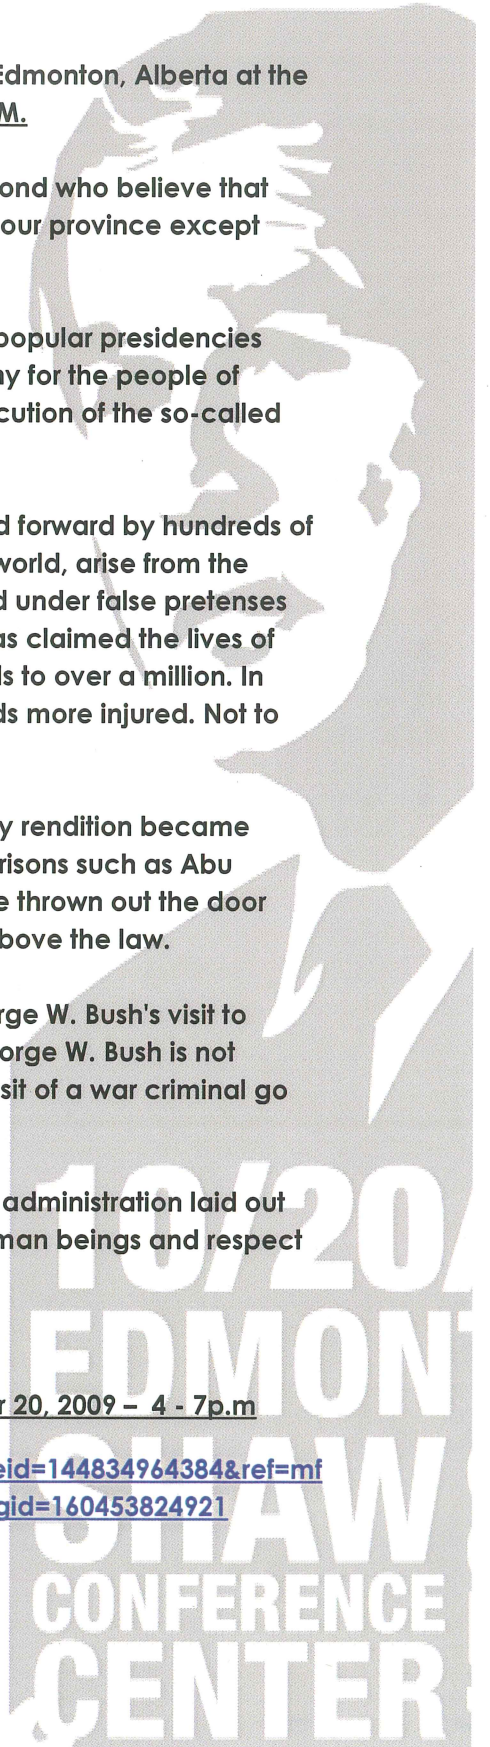 Edmonton, Alberta at the
M.
ond who believe that
our province except
popular presidencies
ny for the people of
cution of the so-called
d forward by hundreds of
world, arise from the
d under false pretenses
as claimed the lives of
ds to over a million. In
ds more injured. Not to
y rendition became
risons such as Abu
e thrown out the door
bove the law.
rge W. Bush's visit to
orge W. Bush is not
sit of a war criminal go
administration laid out
man beings and respect
r 20, 2009 – 4 - 7p.m
eid=144834964384&ref=mf
gid=160453824921
10/20/
EDMONT
SHAW
CONFERENCE
CENTER